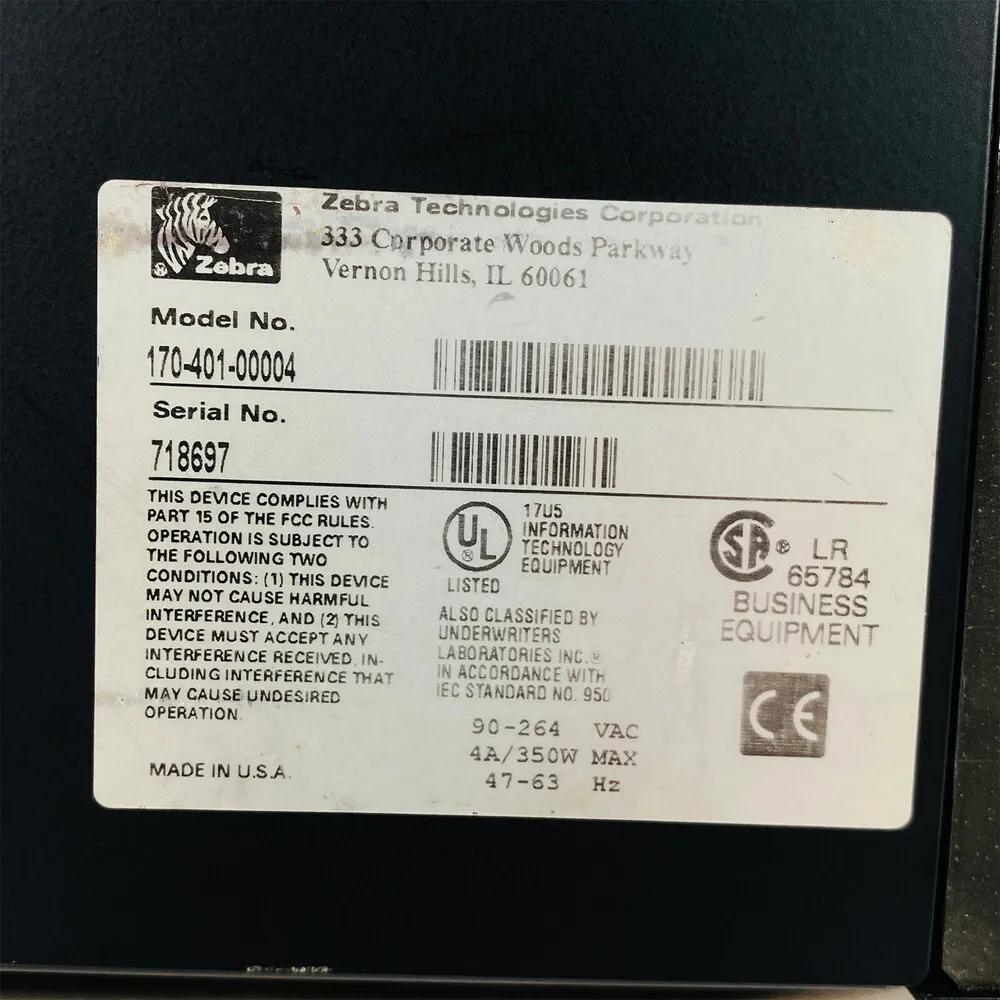 Zebra Technologies Corporation
333 Corporate Woods Parkway
Vernon Hills, IL 60061
® Zebra
Model No.
170-401-00004
Serial No.
718697
THIS DEVICE COMPLIES WITH
PART 15 OF THE FCC RULES.
OPERATION IS SUBJECT TO
THE FOLLOWING TWO
CONDITIONS: (1) THIS DEVICE
MAY NOT CAUSE HARMFUL
INTERFERENCE, AND (2) THIS
DEVICE MUST ACCEPT ANY
INTERFERENCE RECEIVED, IN-
CLUDING INTERFERENCE THAT
MAY CAUSE UNDESIRED
OPERATION.
MADE IN U.S.A.
UL ®
LISTED
17U5
INFORMATION
TECHNOLOGY
EQUIPMENT
ALSO CLASSIFIED BY
UNDERWRITERS
LABORATORIES INC.®
IN ACCORDANCE WITH
IEC STANDARD NO. 950
90-264 VAC
4A/350W MAX
47-63 Hz
SA ® LR
65784
BUSINESS
EQUIPMENT
CE